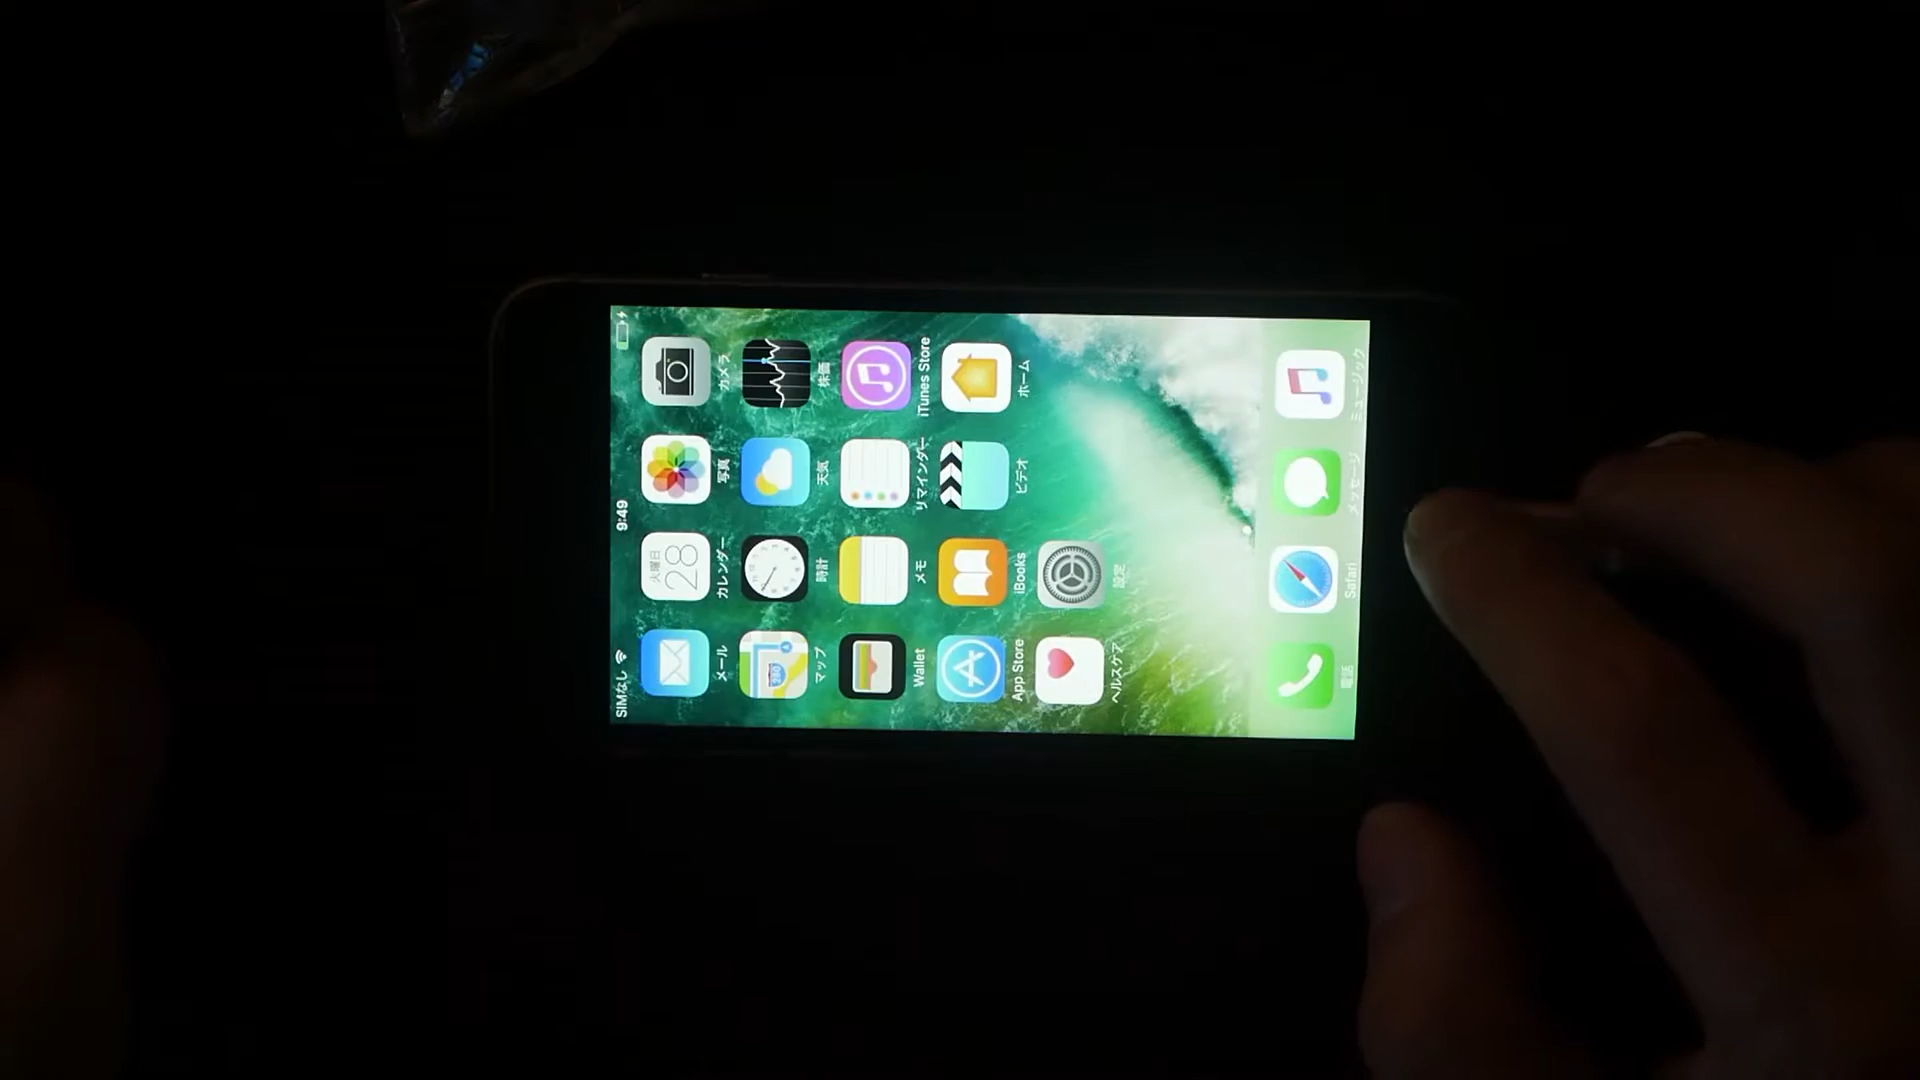 SIMなし 9:49
火曜日
28
メール カレンダー 写真 カメラ
280
マップ 時計 天気 株価
Wallet メモ リマインダー iTunes Store
App Store iBooks ビデオ ホーム
ヘルスケア 設定
電話 Safari メッセージ ミュージック